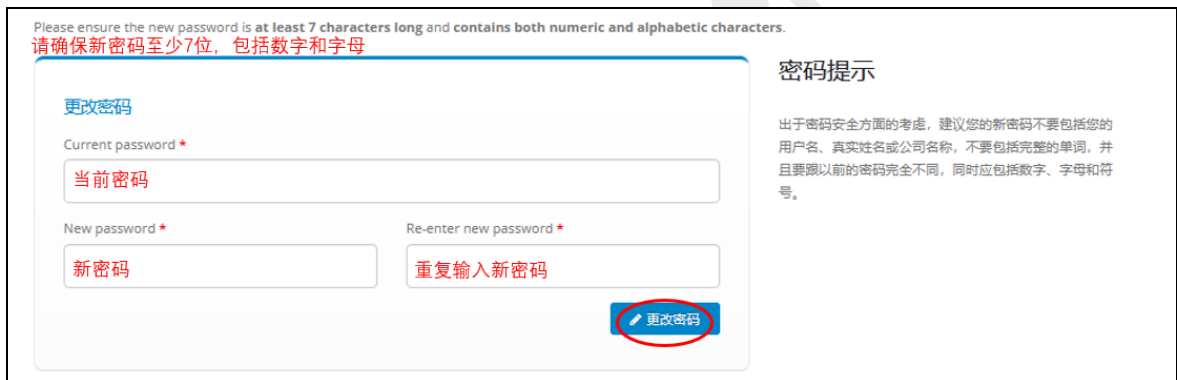 Please ensure the new password is at least 7 characters long and contains both numeric and alphabetic characters.
请确保新密码至少7位，包括数字和字母
更改密码
Current password *
当前密码
New password *
Re-enter new password *
新密码
重复输入新密码
更改密码
密码提示
出于密码安全方面的考虑，建议您的新密码不要包括您的
用户名、真实姓名或公司名称，不要包括完整的单词，并
且要跟以前的密码完全不同，同时应包括数字、字母和符
号。